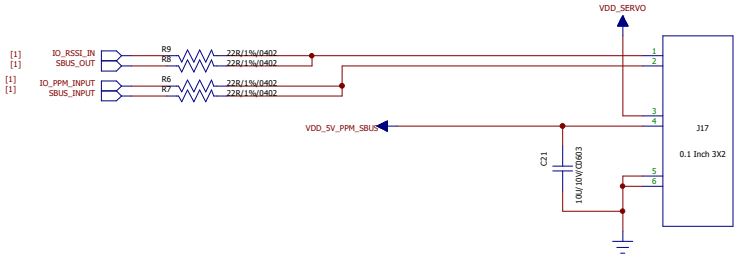 VDD_SERVO
[1] IO_RSSI_IN R9 22R/1%/0402 1
[1] SBUS_OUT R8 22R/1%/0402 2
[1] IO_PPM_INPUT R6 22R/1%/0402
[1] SBUS_INPUT R7 22R/1%/0402
3
VDD_5V_PPM_SBUS 4
J17
0.1 Inch 3X2
C21
10U/10V/C0603
5
6